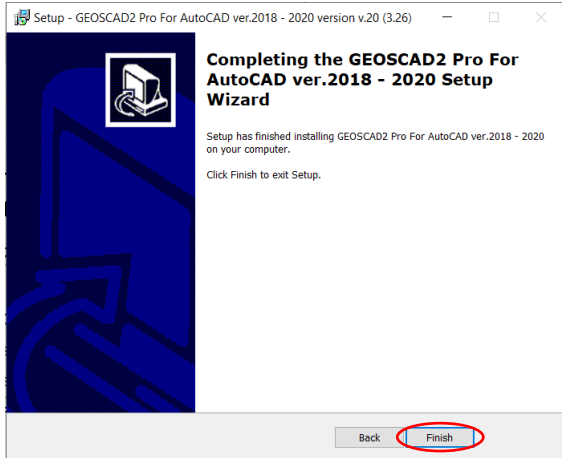 Setup - GEOSCAD2 Pro For AutoCAD ver.2018 - 2020 version v.20 (3.26)
Completing the GEOSCAD2 Pro For
AutoCAD ver.2018 - 2020 Setup
Wizard
Setup has finished installing GEOSCAD2 Pro For AutoCAD ver.2018 - 2020
on your computer.
Click Finish to exit Setup.
Back
Finish